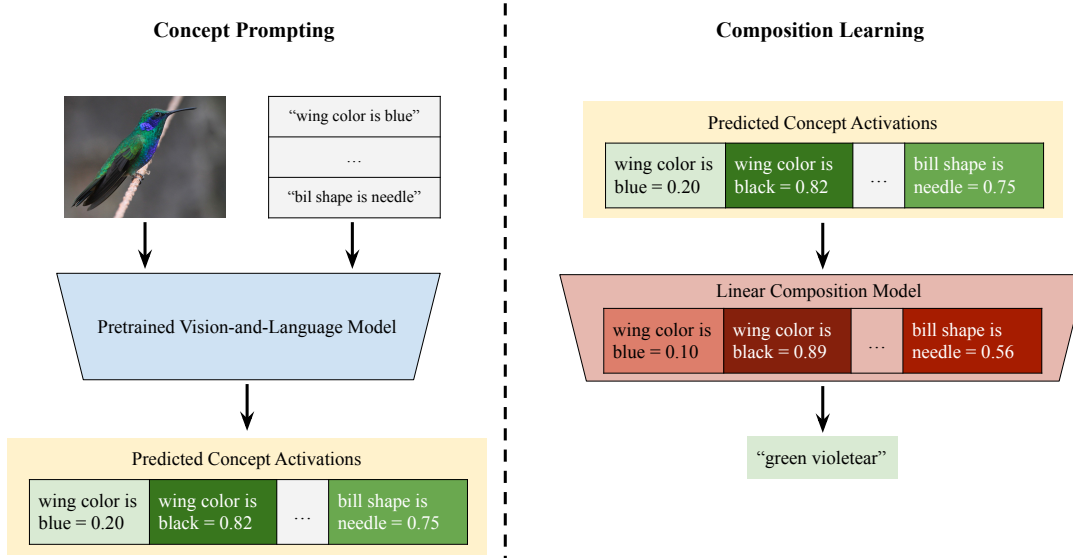 Concept Prompting
“wing color is blue”
...
“bil shape is needle”
Pretrained Vision-and-Language Model
Predicted Concept Activations
wing color is
blue = 0.20
wing color is
black = 0.82
...
bill shape is
needle = 0.75
Composition Learning
Predicted Concept Activations
wing color is
blue = 0.20
wing color is
black = 0.82
...
bill shape is
needle = 0.75
Linear Composition Model
wing color is
blue = 0.10
wing color is
black = 0.89
...
bill shape is
needle = 0.56
“green violetear”